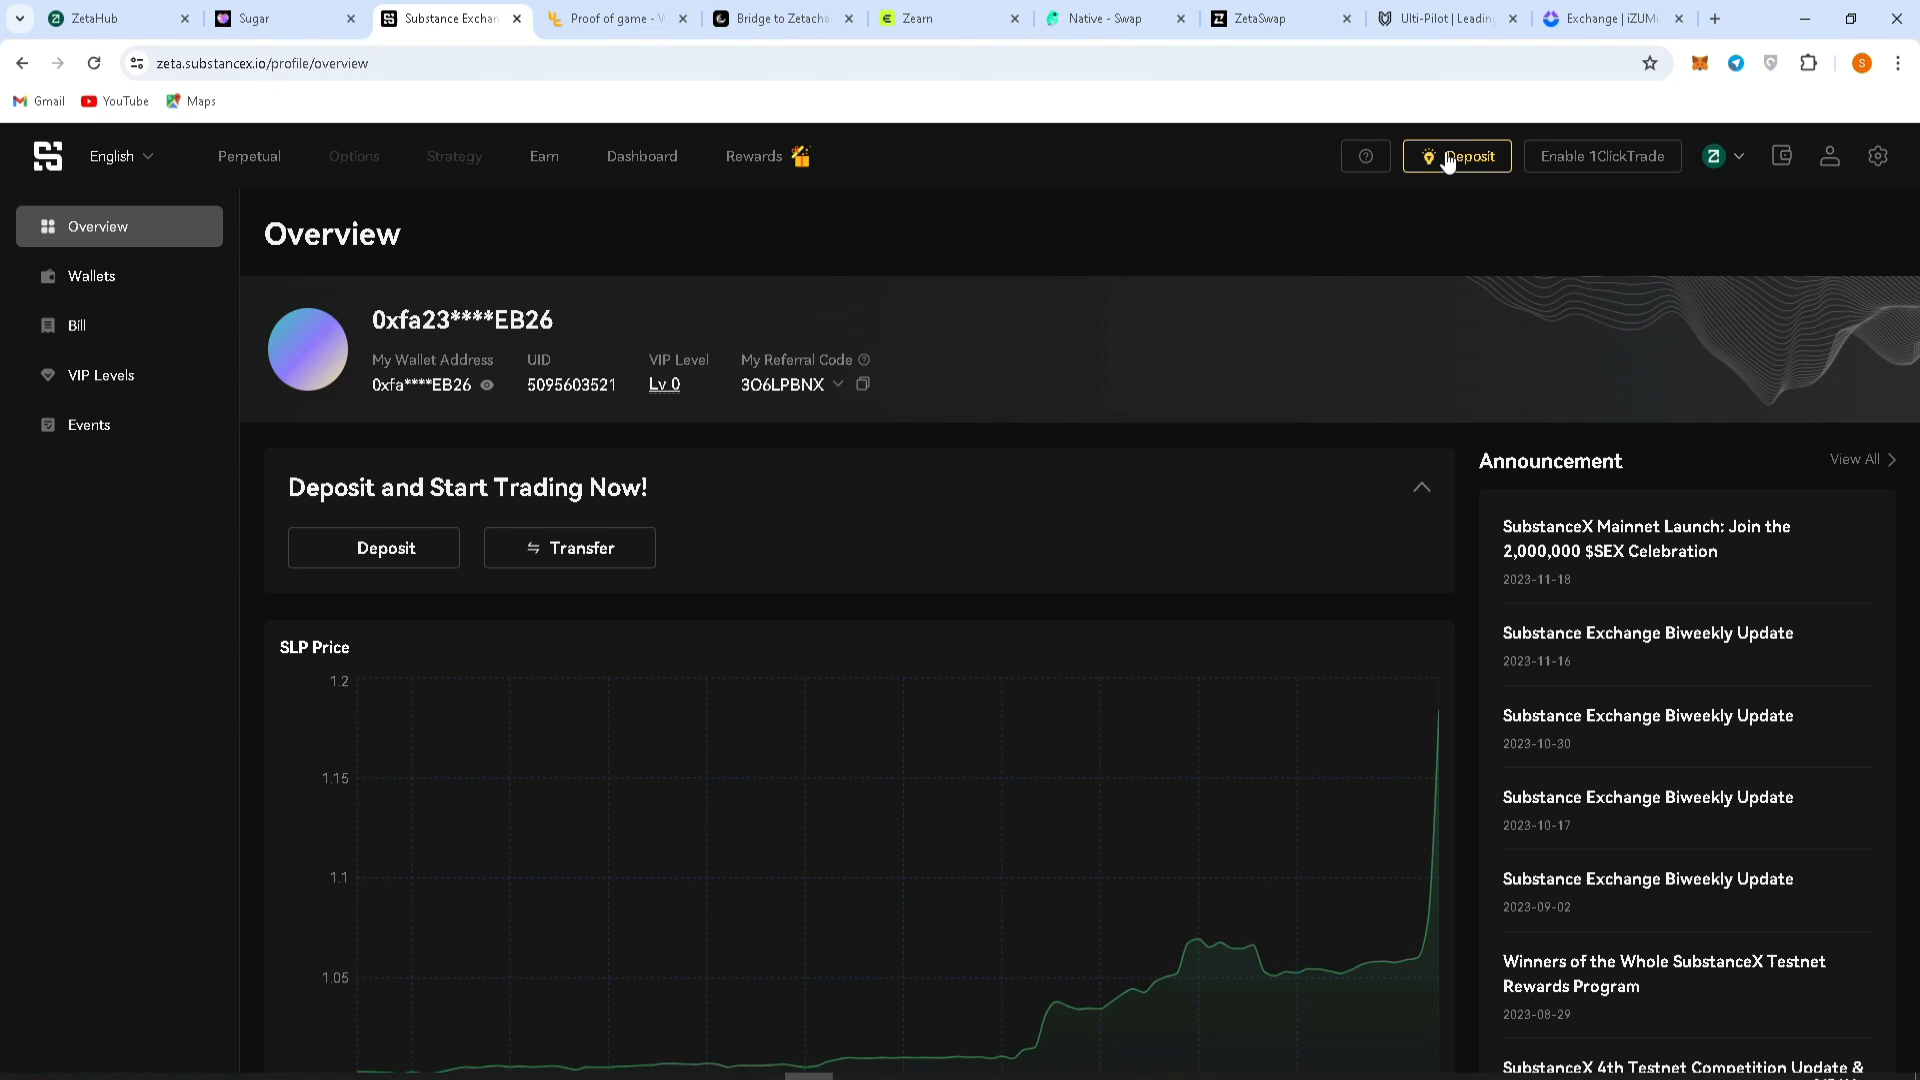 ZetaHub
Sugar
Substance Exchan
Proof of game - V
Bridge to Zetacha
Zearn
Native - Swap
ZetaSwap
Ulti-Pilot | Leading
Exchange | iZUMi
zeta.substancex.io/profile/overview
S
Gmail
YouTube
Maps
English
Perpetual
Options
Strategy
Earn
Dashboard
Rewards
Deposit
Enable 1ClickTrade
Overview
Wallets
Bill
VIP Levels
Events
Overview
0xfa23****EB26
My Wallet Address
UID
VIP Level
My Referral Code
0xfa****EB26
5095603521
Lv 0
3O6LPBNX
Deposit and Start Trading Now!
Deposit
Transfer
SLP Price
1.2
1.15
1.1
1.05
Announcement
View All
SubstanceX Mainnet Launch: Join the
2,000,000 $SEX Celebration
2023-11-18
Substance Exchange Biweekly Update
2023-11-16
Substance Exchange Biweekly Update
2023-10-30
Substance Exchange Biweekly Update
2023-10-17
Substance Exchange Biweekly Update
2023-09-02
Winners of the Whole SubstanceX Testnet
Rewards Program
2023-08-29
SubstanceX 4th Testnet Competition Update &